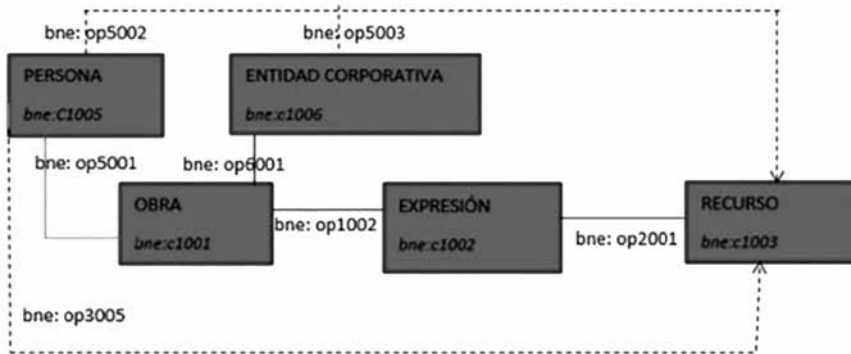 bne: op5002
bne: op5003
PERSONA
bne:C1005
ENTIDAD CORPORATIVA
bne:c1006
bne: op5001
bne: op6001
OBRA
bne:c1001
bne: op1002
EXPRESIÓN
bne:c1002
bne: op2001
RECURSO
bne:c1003
bne: op3005